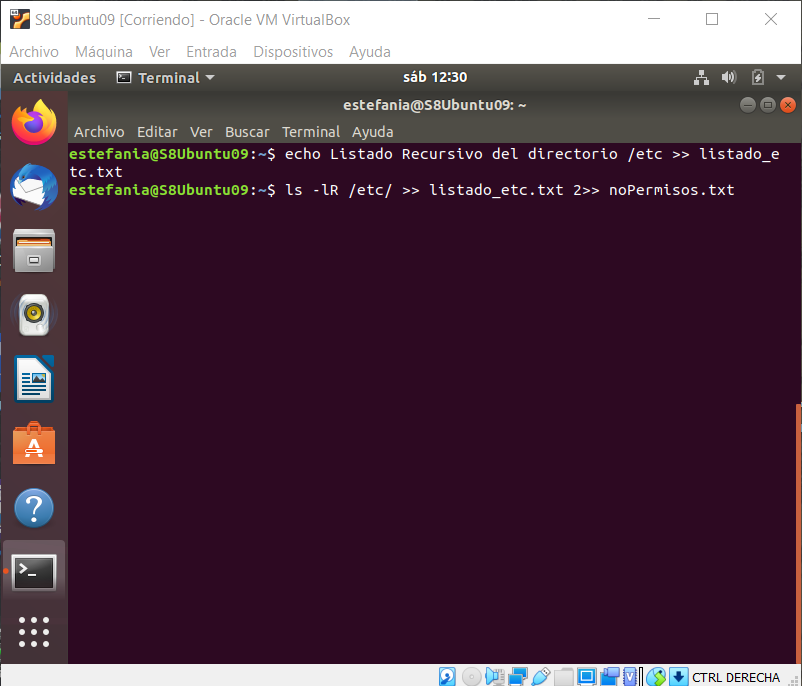 S8Ubuntu09 [Corriendo] - Oracle VM VirtualBox
Archivo Máquina Ver Entrada Dispositivos Ayuda
Actividades Terminal sáb 12:30
estefania@S8Ubuntu09: ~
Archivo Editar Ver Buscar Terminal Ayuda
estefania@S8Ubuntu09:~$ echo Listado Recursivo del directorio /etc >> listado_e
tc.txt
estefania@S8Ubuntu09:~$ ls -lR /etc/ >> listado_etc.txt 2>> noPermisos.txt
CTRL DERECHA